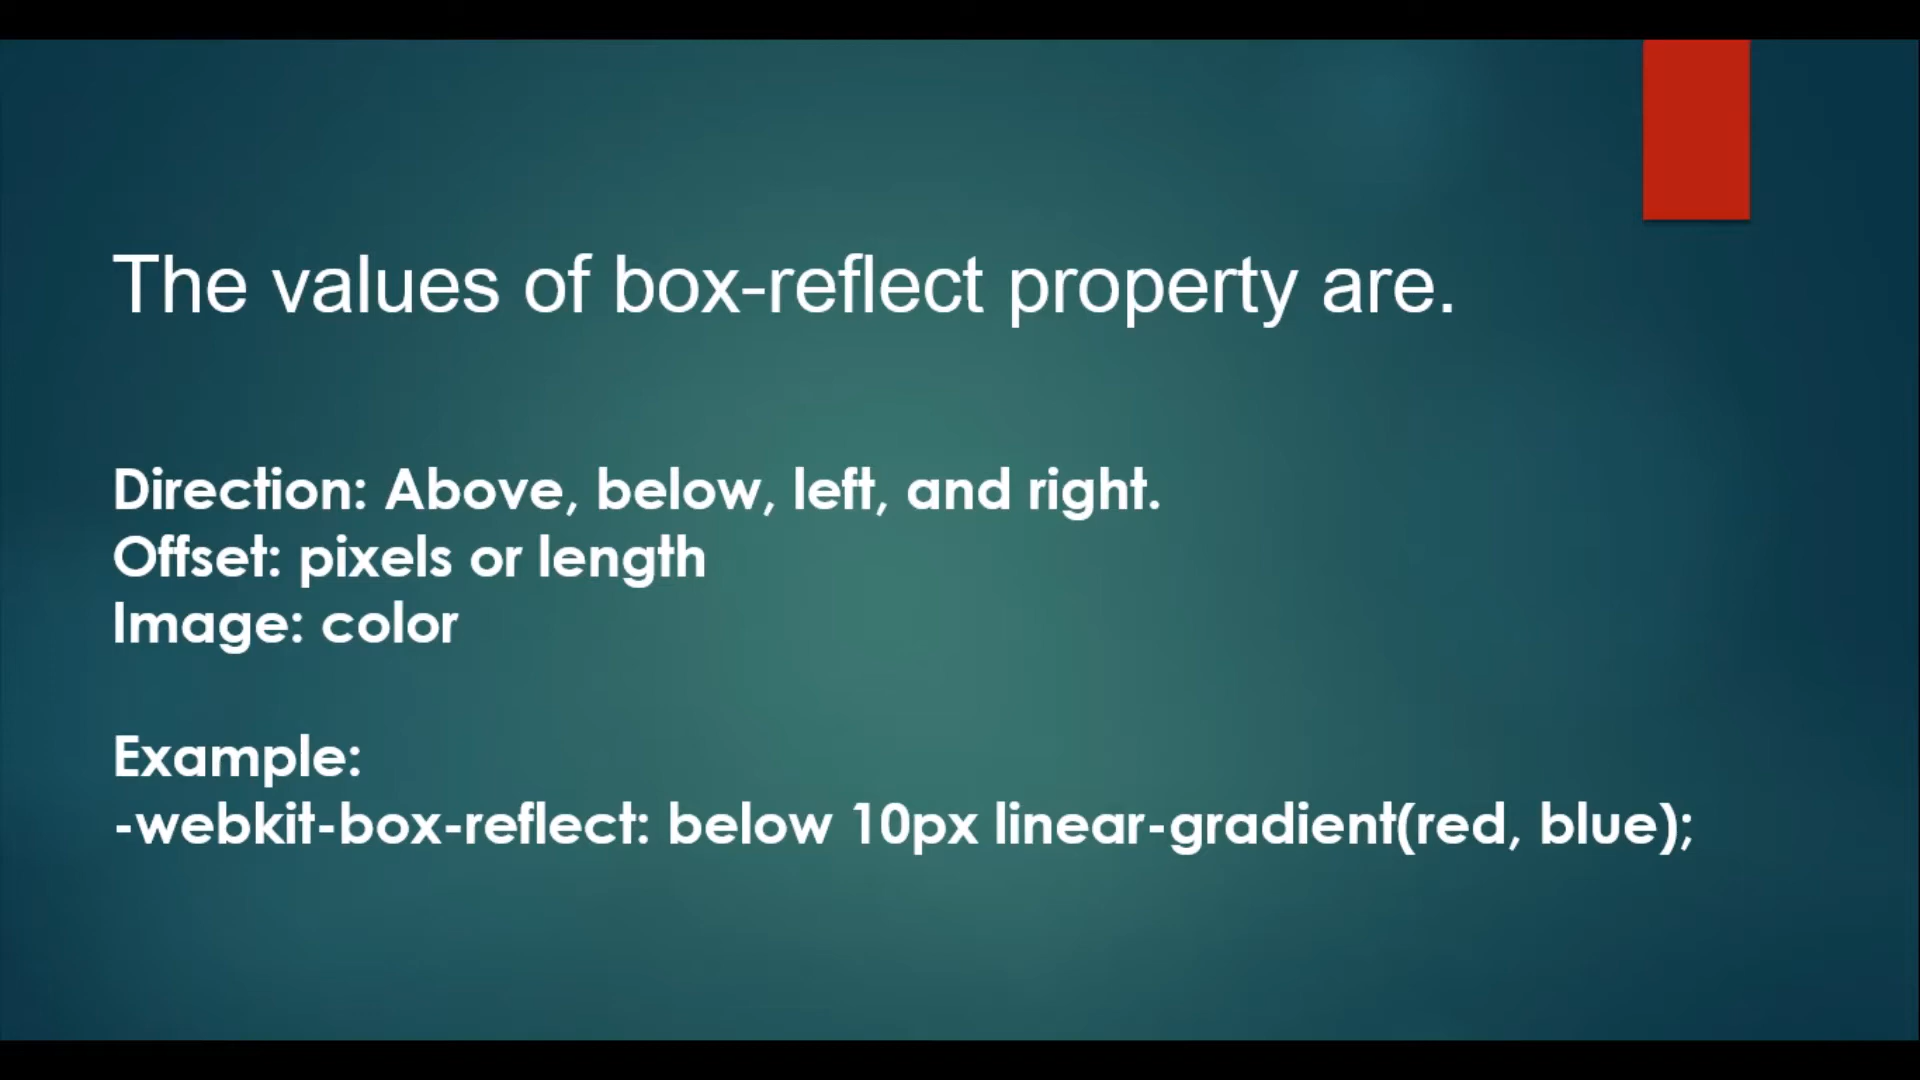 The values of box-reflect property are.
Direction: Above, below, left, and right.
Offset: pixels or length
Image: color
Example:
-webkit-box-reflect: below 10px linear-gradient(red, blue);